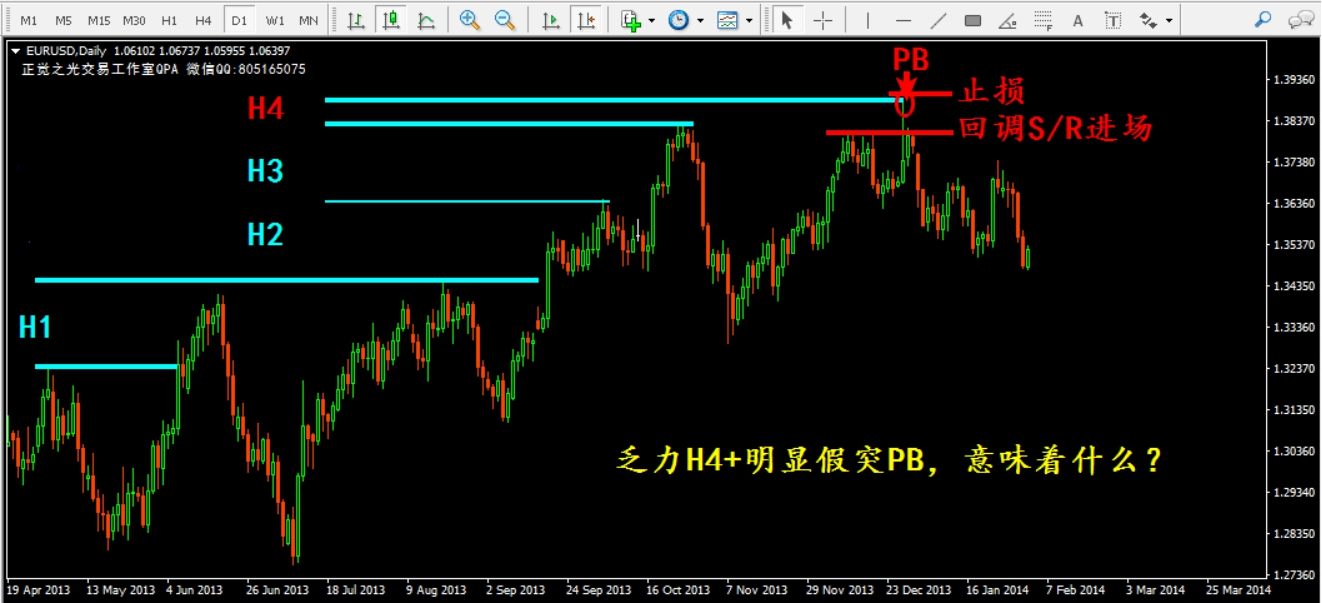 M1 M5 M15 M30 H1 H4 D1 W1 MN
A T
EURUSD,Daily 1.06102 1.06737 1.05955 1.06397
正觉之光交易工作室QPA 微信QQ:805165075
PB
止损
H4
回调S/R进场
H3
H2
H1
乏力H4+明显假突PB，意味着什么？
1.39360
1.38370
1.37380
1.36360
1.35370
1.34350
1.33360
1.32370
1.31350
1.30360
1.29340
1.28350
1.27360
19 Apr 2013 13 May 2013 4 Jun 2013 26 Jun 2013 18 Jul 2013 9 Aug 2013 2 Sep 2013 24 Sep 2013 16 Oct 2013 7 Nov 2013 29 Nov 2013 23 Dec 2013 16 Jan 2014 7 Feb 2014 3 Mar 2014 25 Mar 2014